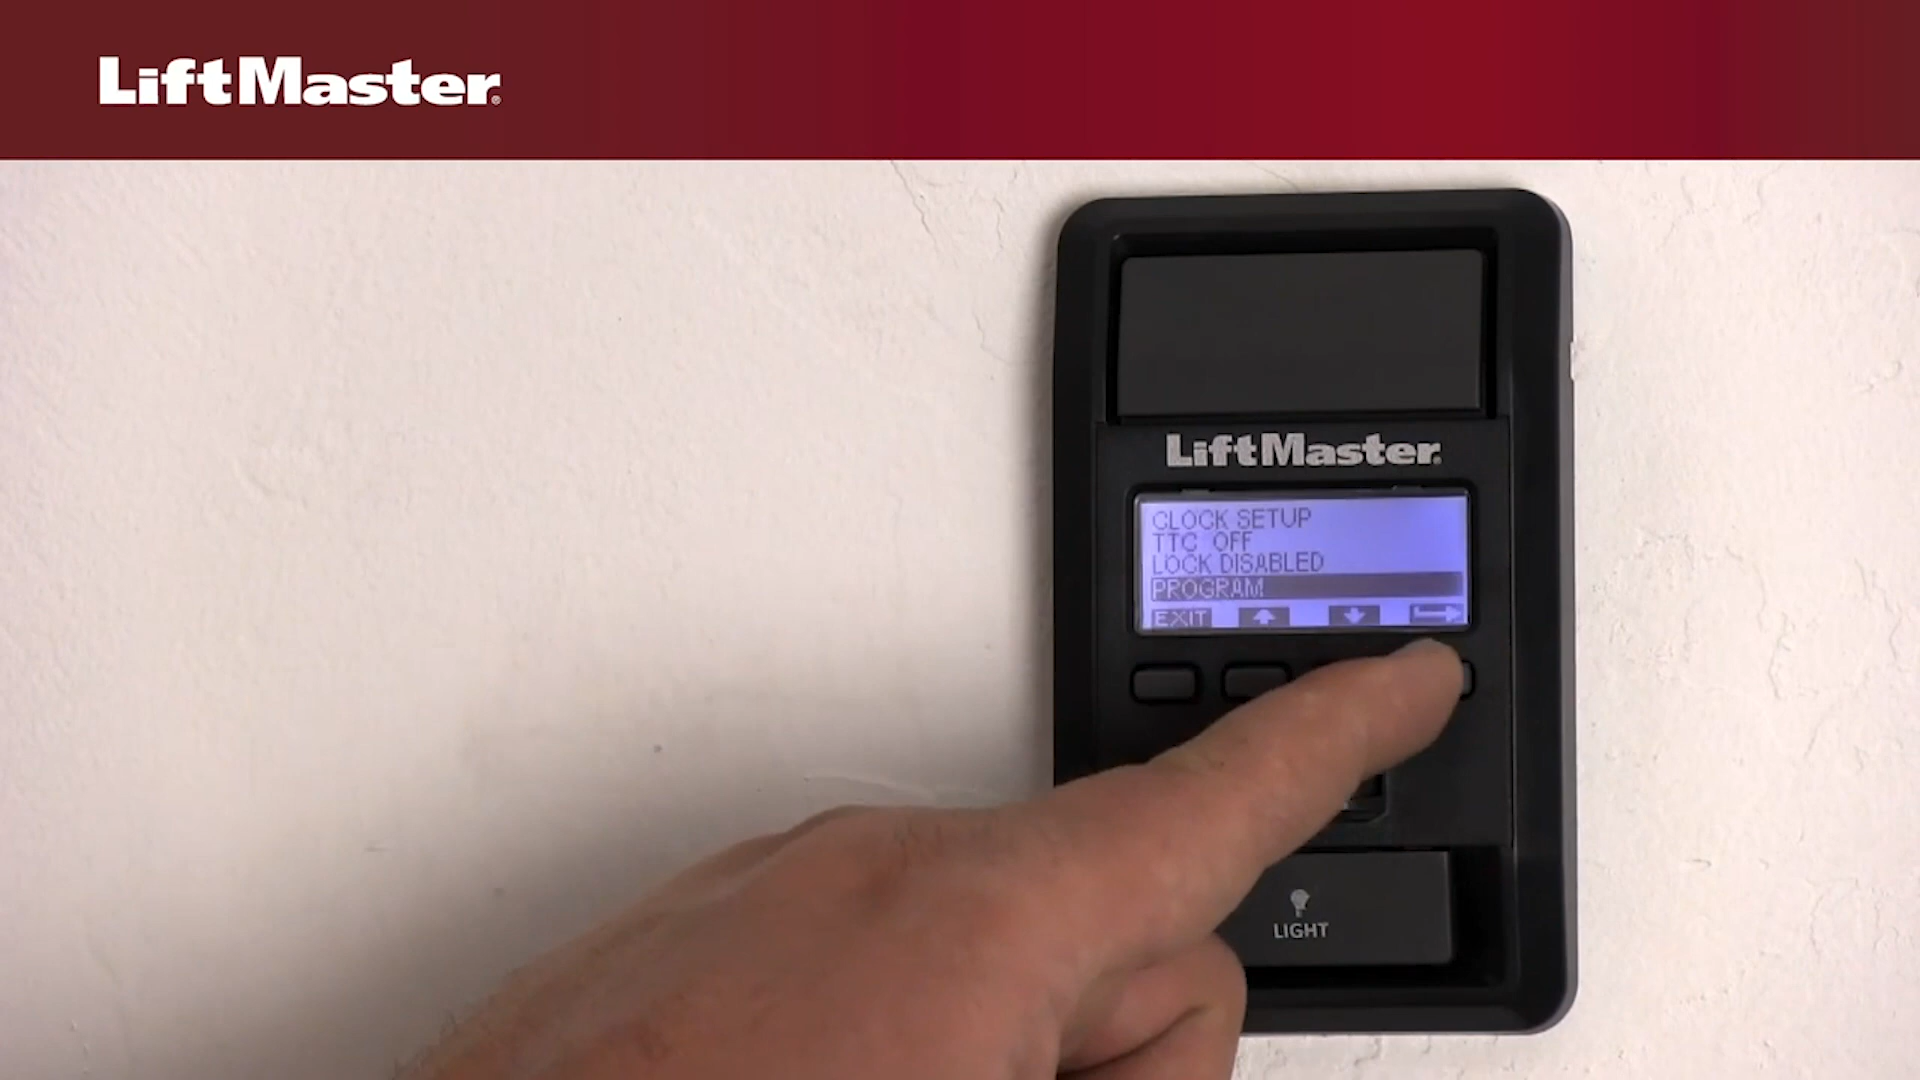 LiftMaster®
LiftMaster®
CLOCK SETUP
TTC OFF
LOCK DISABLED
PROGRAM
EXIT
LIGHT